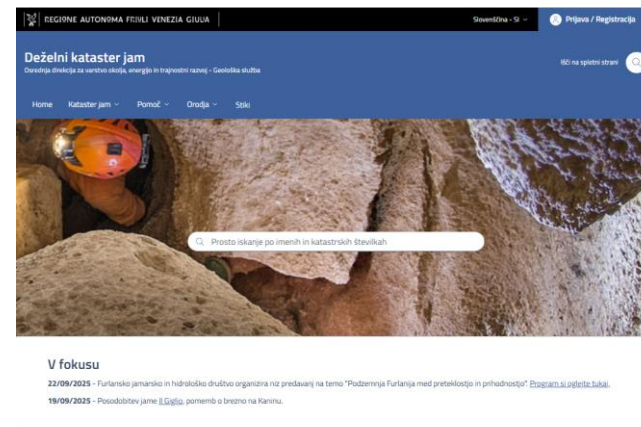 REGIONE AUTONOMA FRIULI VENEZIA GIULIA
Slovenščina - SI
Prijava / Registracija
Deželni kataster jam
Osrednja direkcija za varstvo okolja, energijo in trajnostni razvoj - Geološka služba
Išči na spletni strani
Home
Kataster jam
Pomoč
Orodja
Stiki
Prosto iskanje po imenih in katastrskih številkah
V fokusu
22/09/2025 - Furlansko jamarsko in hidrološko društvo organizira niz predavanj na temo "Podzemnja Furlanija med preteklostjo in prihodnostjo". Program si oglejte tukaj.
19/09/2025 - Posodobitev jame Il Giglio, pomemb o brezno na Kaninu.